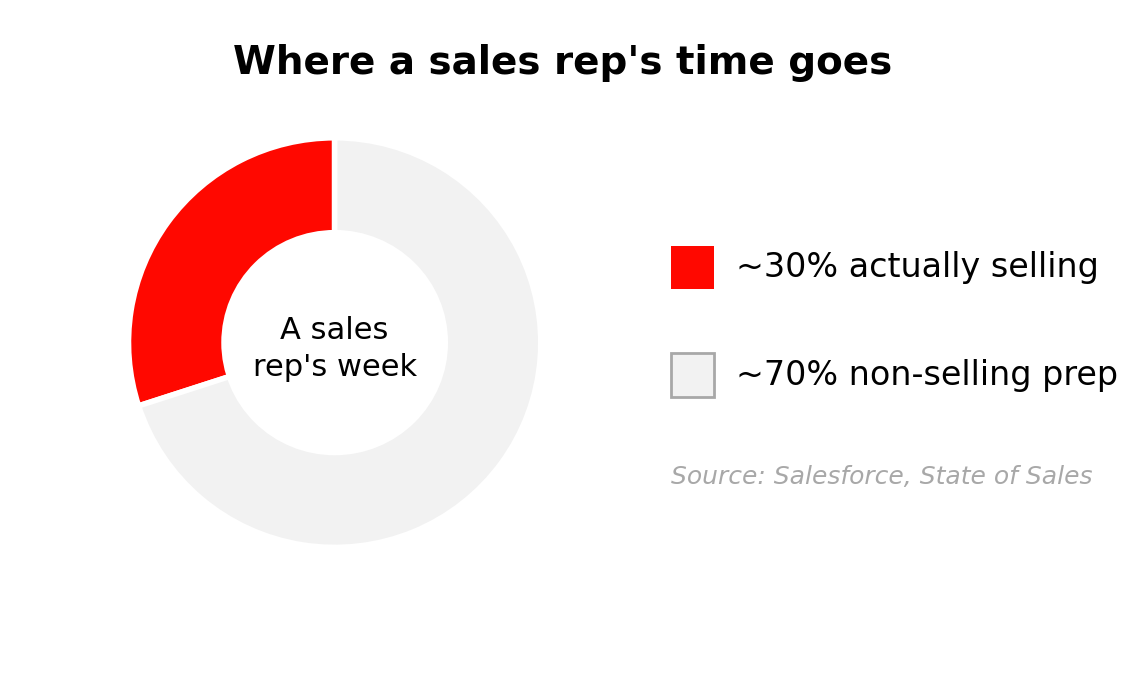 Where a sales rep's time goes
A sales
rep's week
~30% actually selling
~70% non-selling prep
Source: Salesforce, State of Sales